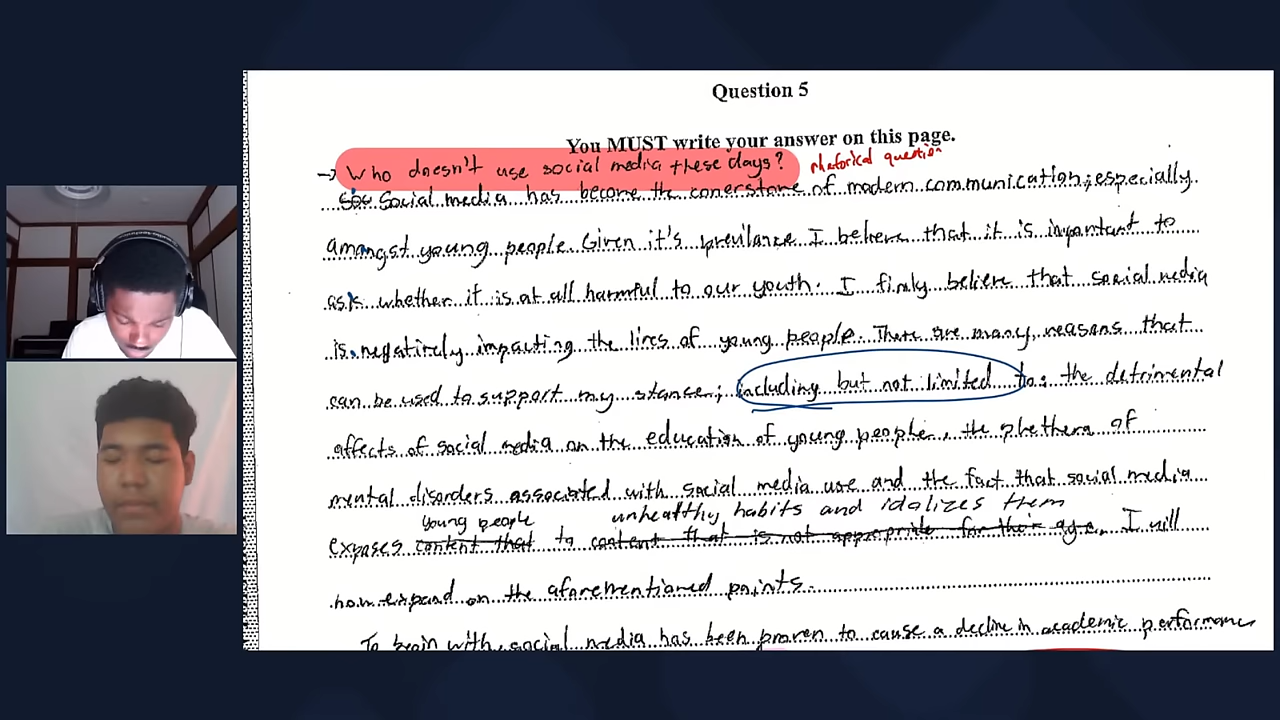 Question 5
You MUST write your answer on this page.
→ Who doesn't use social media these days? rhetorical question
Social media has become the conerstone of modern communication, especially
amongst young people. Given it's previlance I believe that it is important to
ask whether it is at all harmful to our youth. I firmly believe that social media
is negatively impacting the lives of young people. There are many reasons that
can be used to support my stance; including but not limited to: the detrimental
affects of social media on the education of young people, the plethera of
mental disorders associated with social media use and the fact that social media
young people unhealthy habits and idolizes them
exposes content that to content that is not appropriate for their age. I will
now expand on the aforementioned points.
To begin with, social media has been proven to cause a decline in academic performance